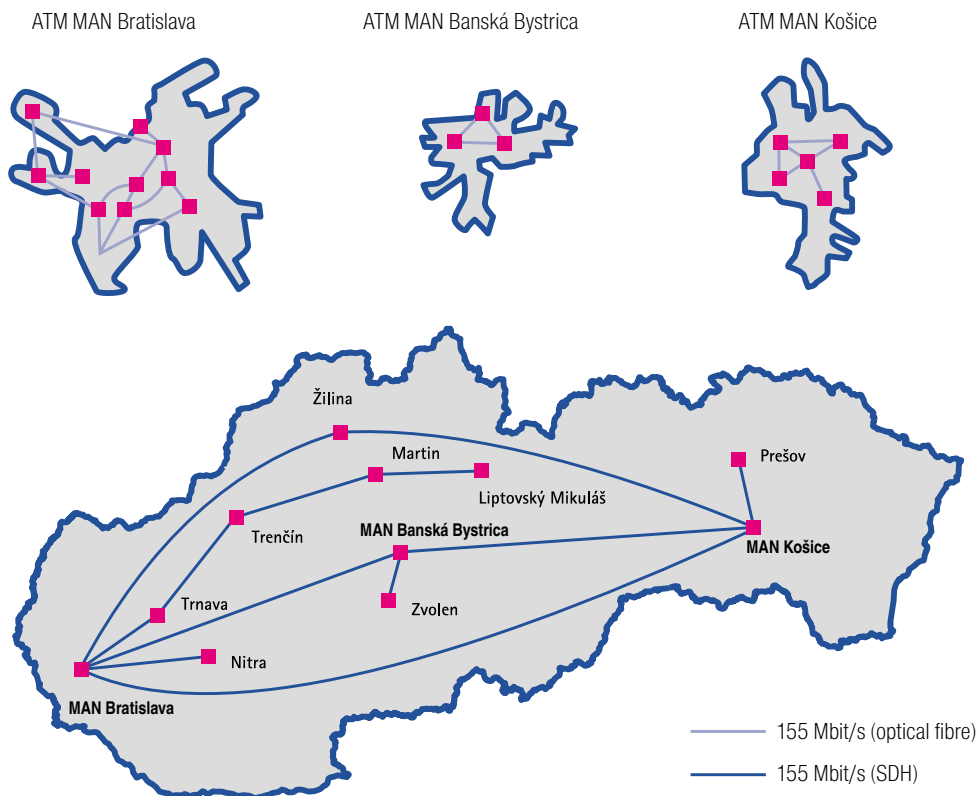 ATM MAN Bratislava
ATM MAN Banská Bystrica
ATM MAN Košice
Žilina
Martin
Prešov
Liptovský Mikuláš
Trenčín
MAN Banská Bystrica
MAN Košice
Trnava
Zvolen
Nitra
MAN Bratislava
155 Mbit/s (optical fibre)
155 Mbit/s (SDH)